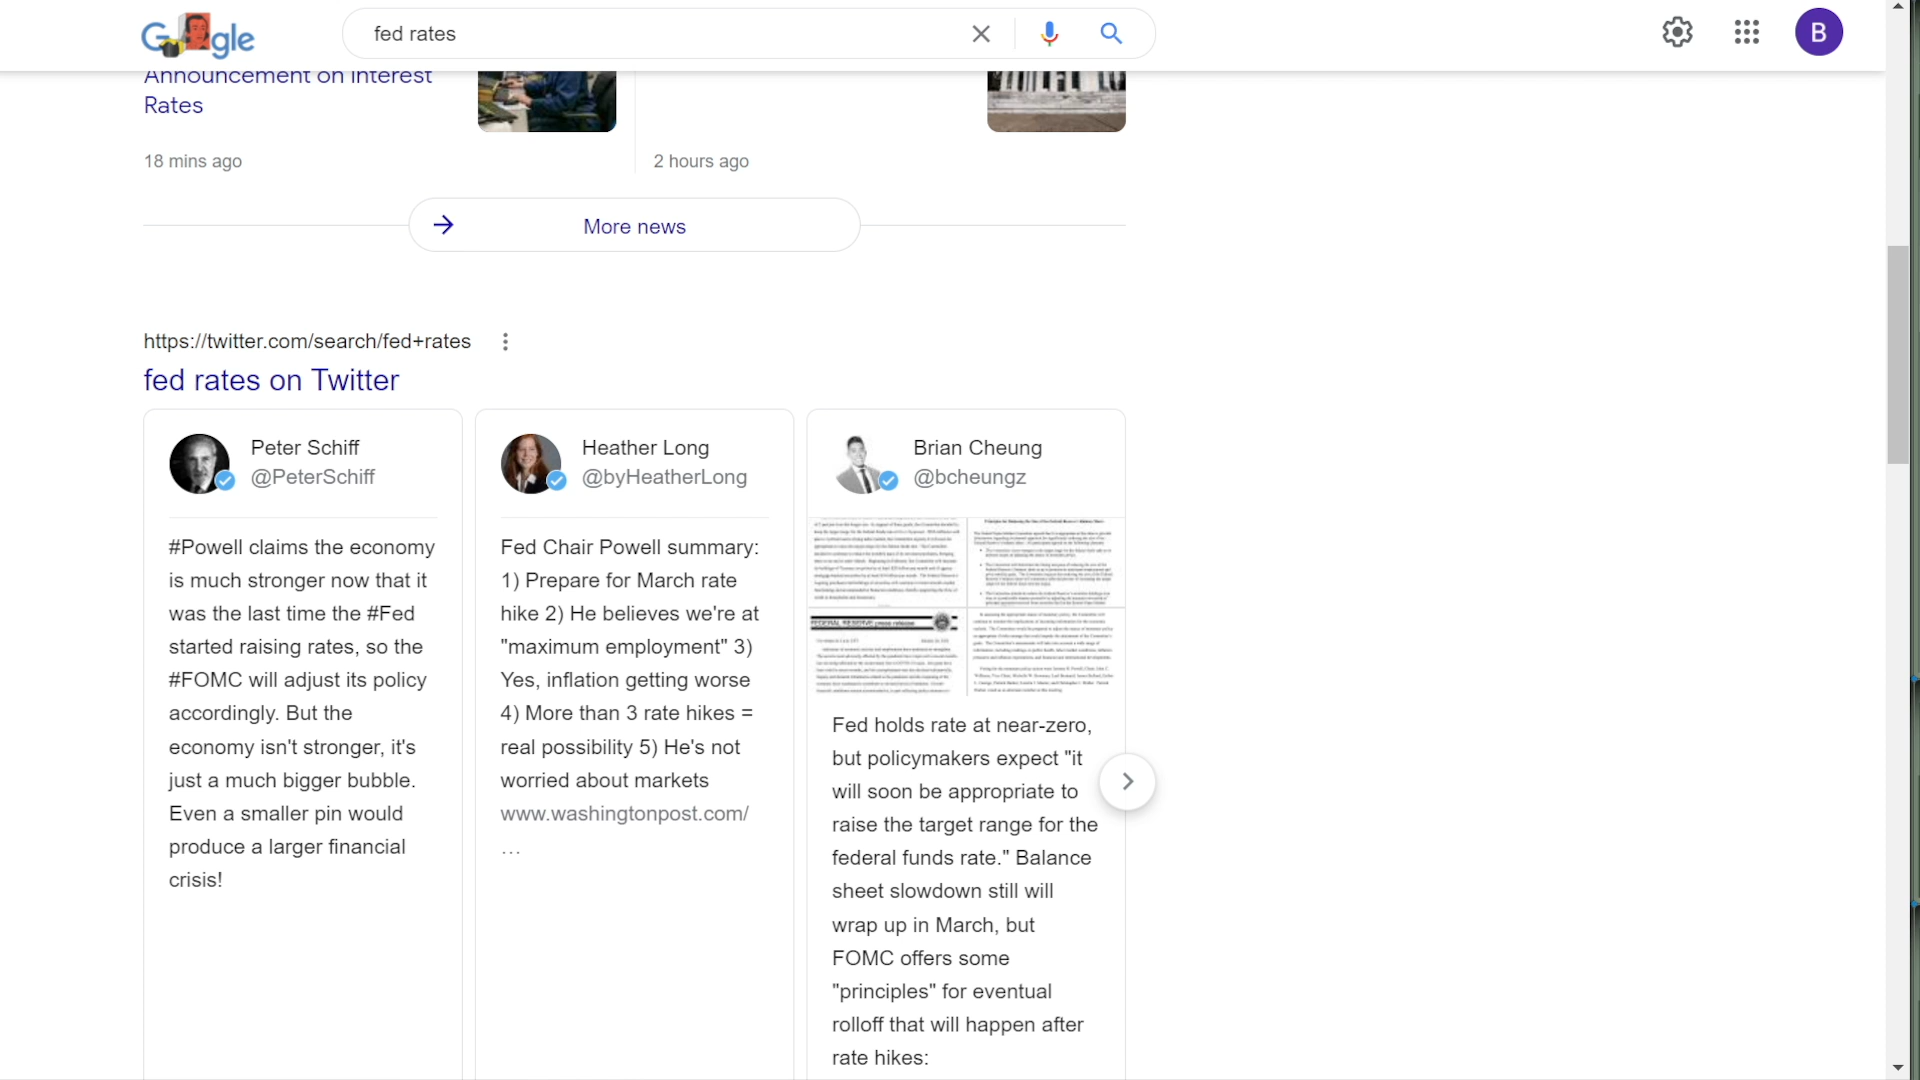 Google
fed rates
B
Announcement on Interest
Rates
18 mins ago
2 hours ago
More news
https://twitter.com/search/fed+rates
fed rates on Twitter
Peter Schiff
@PeterSchiff
#Powell claims the economy
is much stronger now that it
was the last time the #Fed
started raising rates, so the
#FOMC will adjust its policy
accordingly. But the
economy isn't stronger, it's
just a much bigger bubble.
Even a smaller pin would
produce a larger financial
crisis!
Heather Long
@byHeatherLong
Fed Chair Powell summary:
1) Prepare for March rate
hike 2) He believes we're at
"maximum employment" 3)
Yes, inflation getting worse
4) More than 3 rate hikes =
real possibility 5) He's not
worried about markets
www.washingtonpost.com/
...
Brian Cheung
@bcheungz
FEDERAL RESERVE press release
Fed holds rate at near-zero,
but policymakers expect "it
will soon be appropriate to
raise the target range for the
federal funds rate." Balance
sheet slowdown still will
wrap up in March, but
FOMC offers some
"principles" for eventual
rolloff that will happen after
rate hikes: